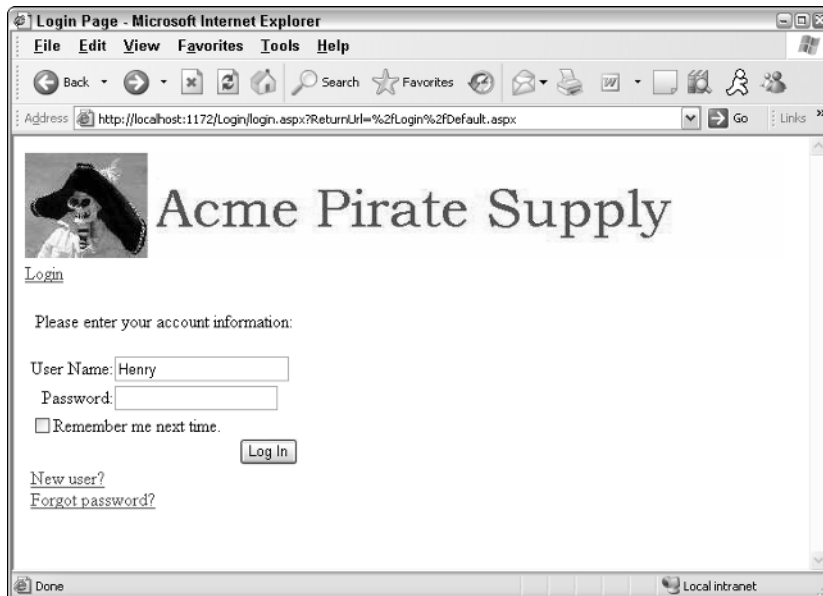 Login Page - Microsoft Internet Explorer
File Edit View Favorites Tools Help
Back Search Favorites
Address http://localhost:1172/Login/login.aspx?ReturnUrl=%2fLogin%2fDefault.aspx Go Links »
Acme Pirate Supply
Login
Please enter your account information:
User Name: Henry
Password:
Remember me next time.
Log In
New user?
Forgot password?
Done Local intranet